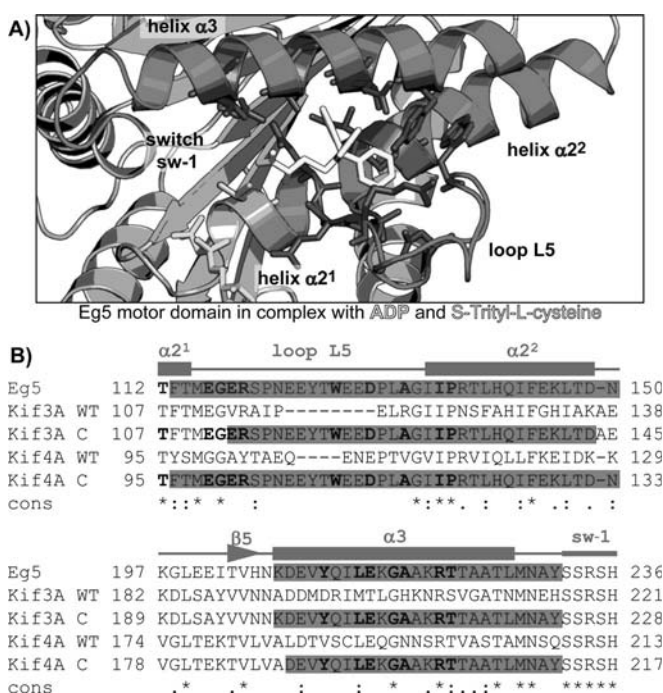 A)
helix α3
switch
sw-1
helix α2²
loop L5
helix α2¹
Eg5 motor domain in complex with ADP and S-Trityl-L-cysteine
B)
α2¹ loop L5 α2²
Eg5 112 TFTMEGERSPNEEYTWEEDPLAGIIPRTLHQIFEKLTD-N 150
Kif3A WT 107 TFTMEGVRAIP--------ELRGIIPNSFAHIFGHIAKAE 138
Kif3A C 107 TFTMEGERSPNEEYTWEEDPLAGIIPRTLHQIFEKLTDAE 145
Kif4A WT 95 TYSMGGAYTAEQ----ENEPTVGVIPRVIQLLFKEIDK-K 129
Kif4A C 95 TFTMEGERSPNEEYTWEEDPLAGIIPRTLHQIFEKLTD-N 133
cons *::* * : *:** . : :* .: . :
β5 α3 sw-1
Eg5 197 KGLEEITVHNKDEVYQILEKGAAKRTTAATLMNAYSSRSH 236
Kif3A WT 182 KDLSAYVVNNADDMDRIMTLGHKNRSVGATNMNEHSSRSH 221
Kif3A C 189 KDLSAYVVNNKDEVYQILEKGAAKRTTAATLMNAYSSRSH 228
Kif4A WT 174 VGLTEKTVLVALDTVSCLEQGNNSRTVASTAMNSQSSRSH 213
Kif4A C 178 VGLTEKTVLVADEVYQILEKGAAKRTTAATLMNAYSSRSH 217
cons .* * : : * .*:.:* ** *****